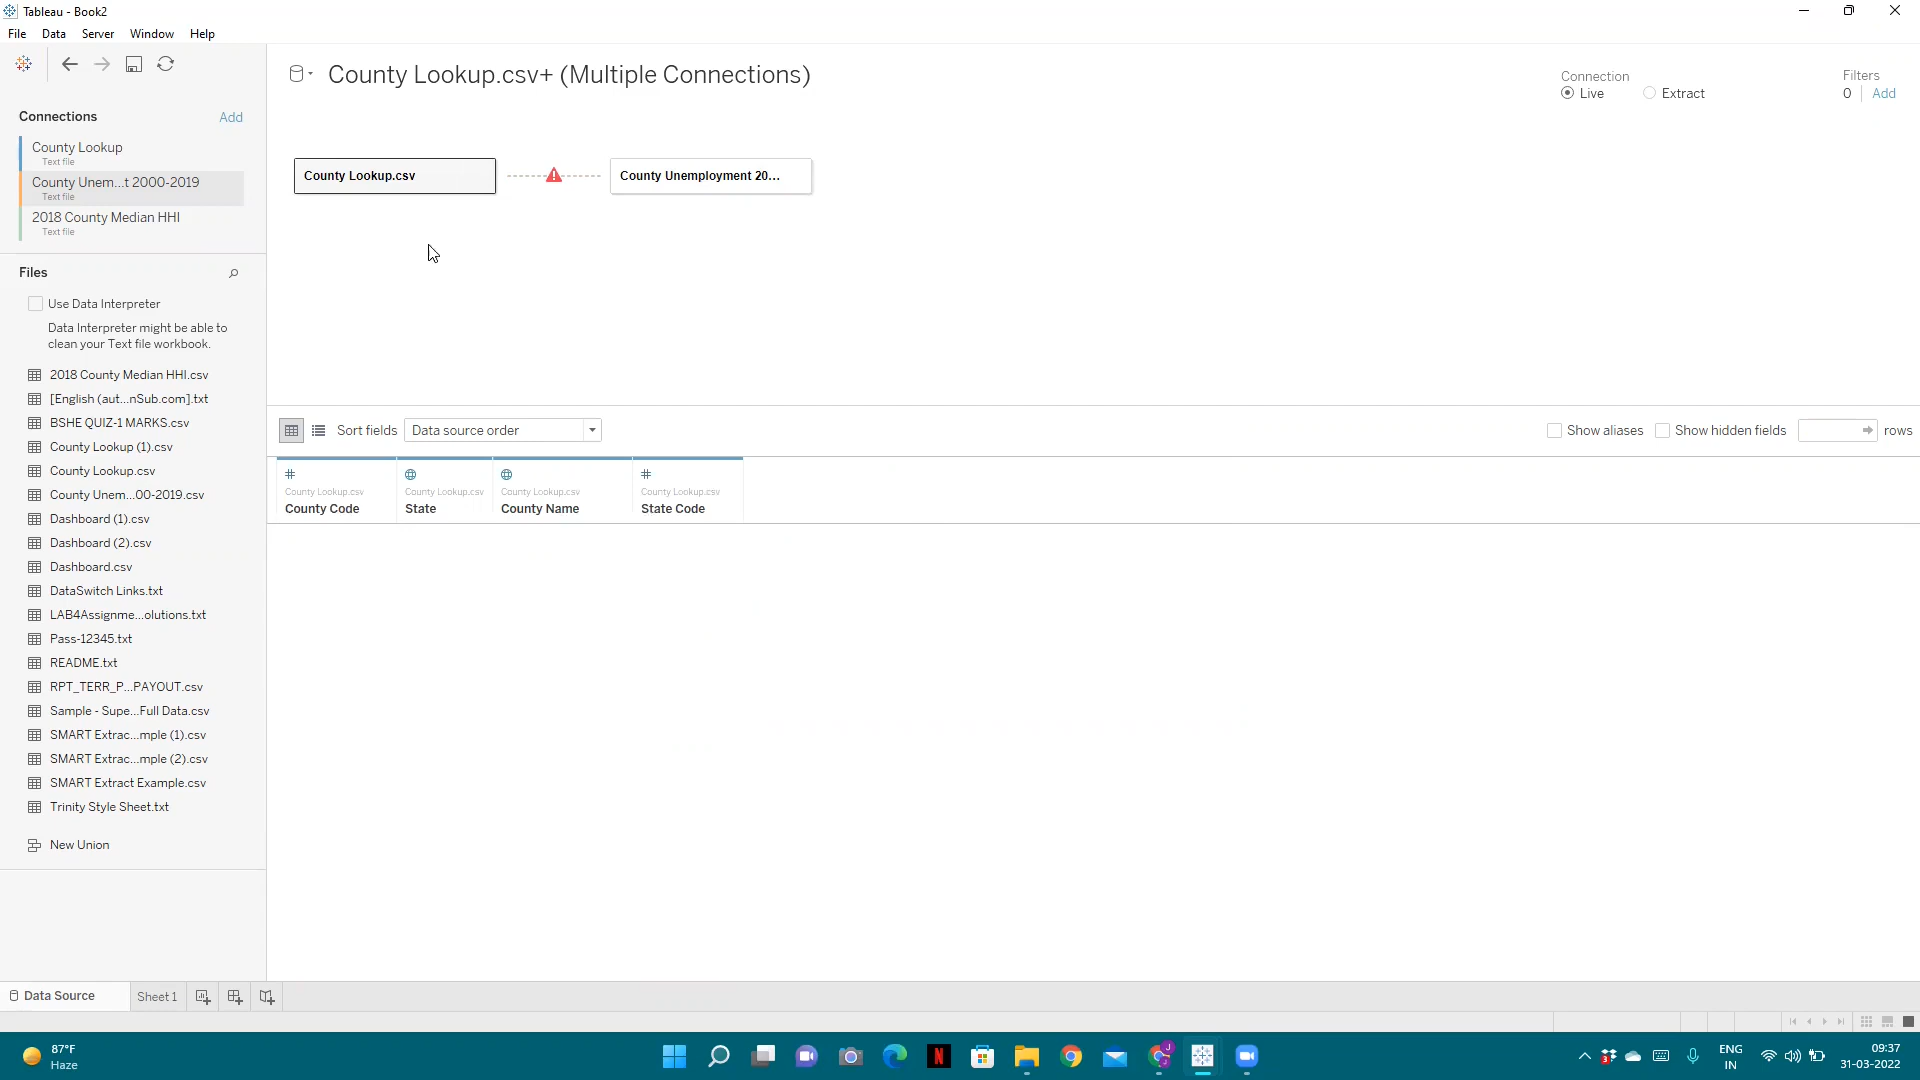 Tableau - Book2
File Data Server Window Help
Connections Add
County Lookup
Text file
County Unem...t 2000-2019
Text file
2018 County Median HHI
Text file
Files
Use Data Interpreter
Data Interpreter might be able to
clean your Text file workbook.
2018 County Median HHI.csv
[English (aut...nSub.com].txt
BSHE QUIZ-1 MARKS.csv
County Lookup (1).csv
County Lookup.csv
County Unem...00-2019.csv
Dashboard (1).csv
Dashboard (2).csv
Dashboard.csv
DataSwitch Links.txt
LAB4Assignme...olutions.txt
Pass-12345.txt
README.txt
RPT_TERR_P...PAYOUT.csv
Sample - Supe...Full Data.csv
SMART Extrac...mple (1).csv
SMART Extrac...mple (2).csv
SMART Extract Example.csv
Trinity Style Sheet.txt
New Union
County Lookup.csv+ (Multiple Connections)
Connection
Live Extract
Filters
0 Add
County Lookup.csv County Unemployment 20...
Sort fields Data source order Show aliases Show hidden fields rows
County Lookup.csv County Lookup.csv County Lookup.csv County Lookup.csv
County Code State County Name State Code
Data Source Sheet 1
87°F
Haze
ENG
IN
09:37
31-03-2022